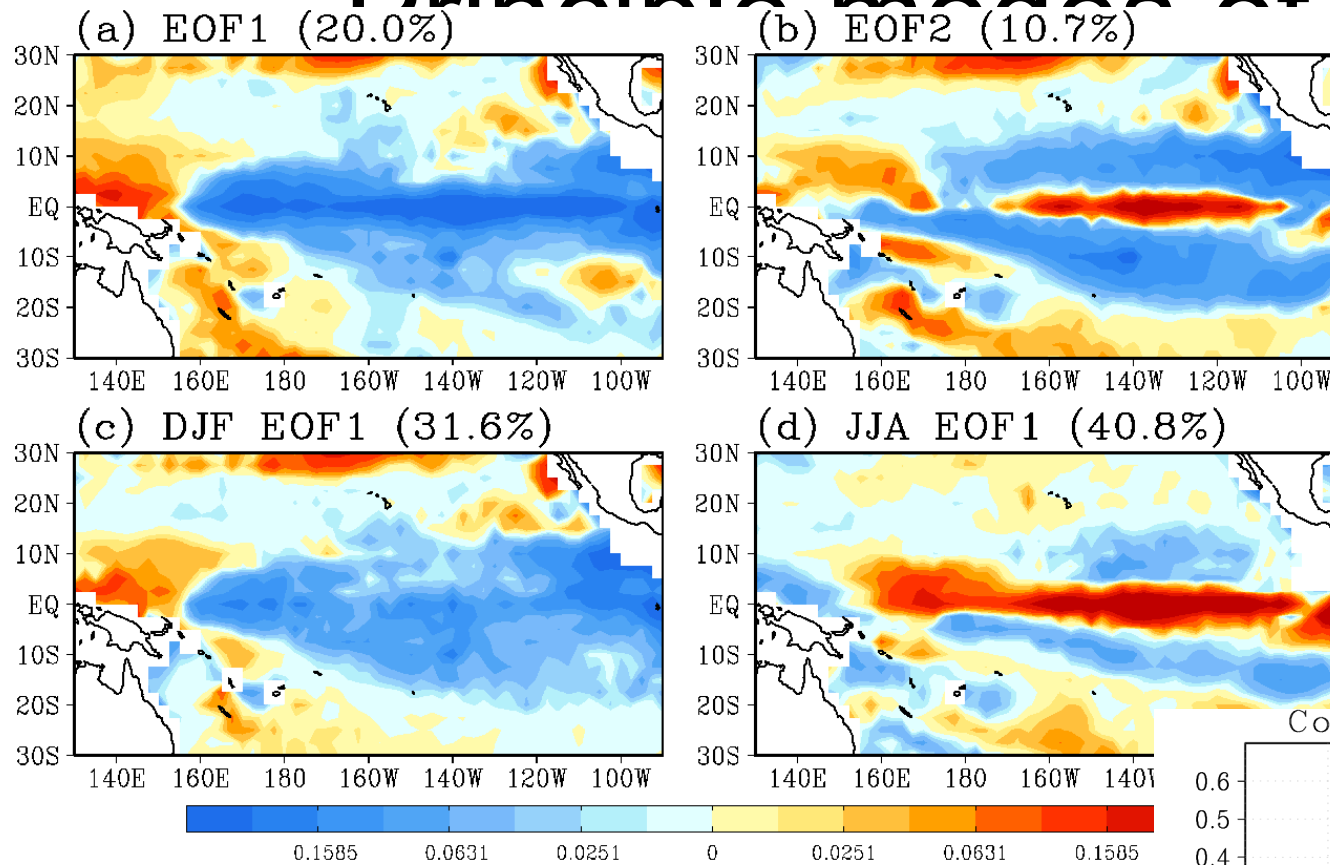 Principle modes of
(a) EOF1 (20.0%)
30N
20N
10N
EQ
10S
20S
30S
140E 160E 180 160W 140W 120W 100W
(b) EOF2 (10.7%)
30N
20N
10N
EQ
10S
20S
30S
140E 160E 180 160W 140W 120W 100W
(c) DJF EOF1 (31.6%)
30N
20N
10N
EQ
10S
20S
30S
140E 160E 180 160W 140W 120W 100W
(d) JJA EOF1 (40.8%)
30N
20N
10N
EQ
10S
20S
30S
140E 160E 180 160W
0.1585 0.0631 0.0251 0 0.0251 0.0631 0.1585
Co
0.6
0.5
0.4